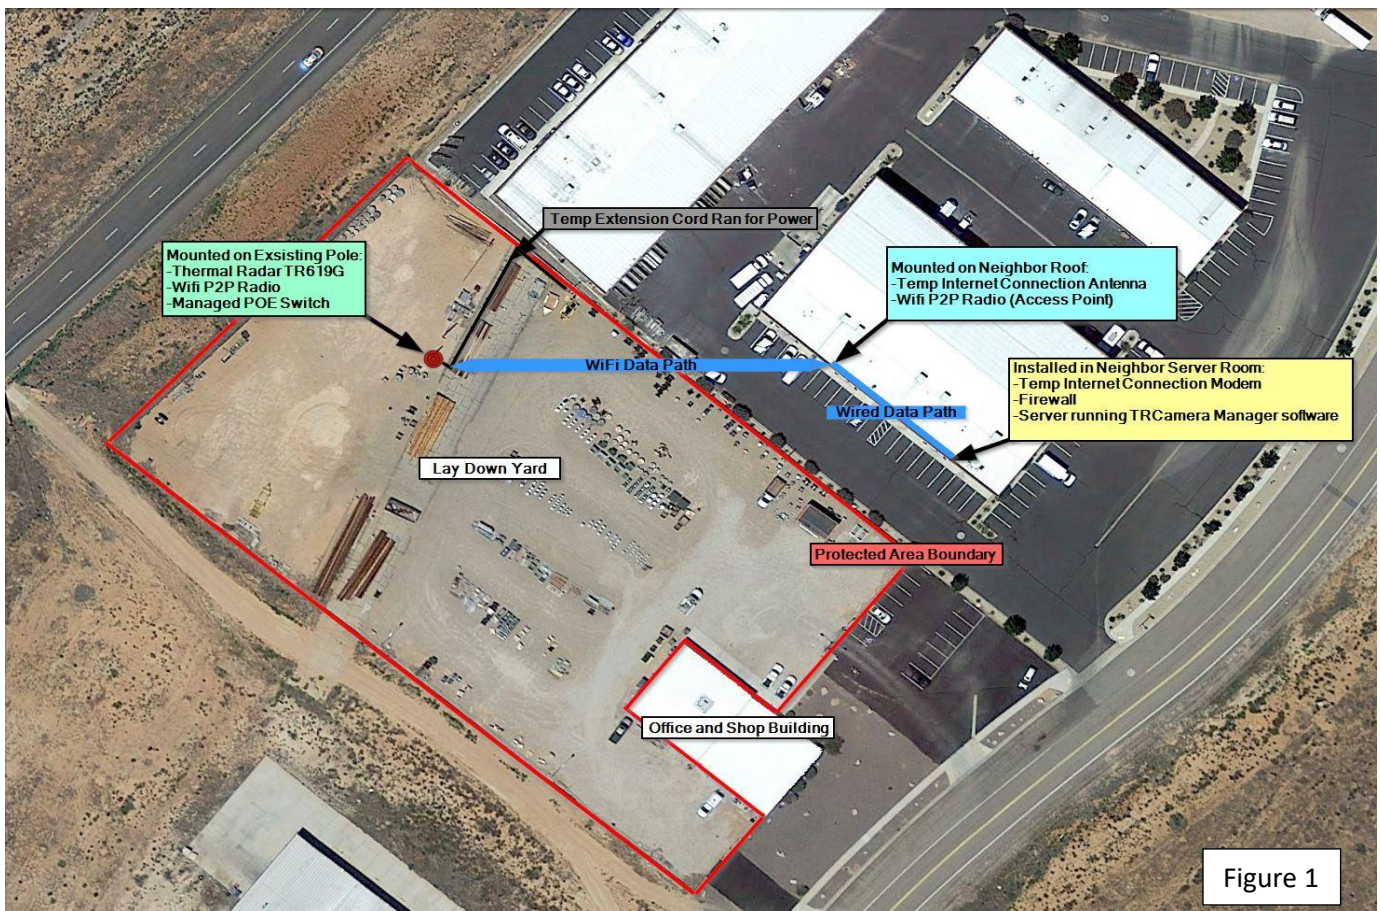 Temp Extension Cord Ran for Power
Mounted on Exsisting Pole:
-Thermal Radar TR619G
-Wifi P2P Radio
-Managed POE Switch
Mounted on Neighbor Roof:
-Temp Internet Connection Antenna
-Wifi P2P Radio (Access Point)
WiFi Data Path
Installed in Neighbor Server Room:
-Temp Internet Connection Modem
-Firewall
-Server running TRCamera Manager software
Wired Data Path
Lay Down Yard
Protected Area Boundary
Office and Shop Building
Figure 1